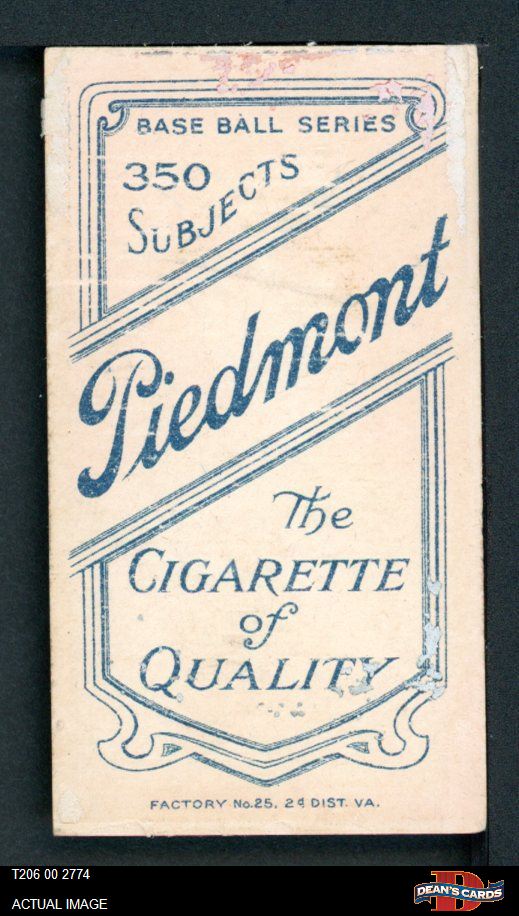 BASE BALL SERIES
350
SUBJECTS
Piedmont
The
CIGARETTE
of
QUALITY
FACTORY No. 25, 2d DIST. VA.
T206 00 2774
ACTUAL IMAGE
DEAN'S CARDS